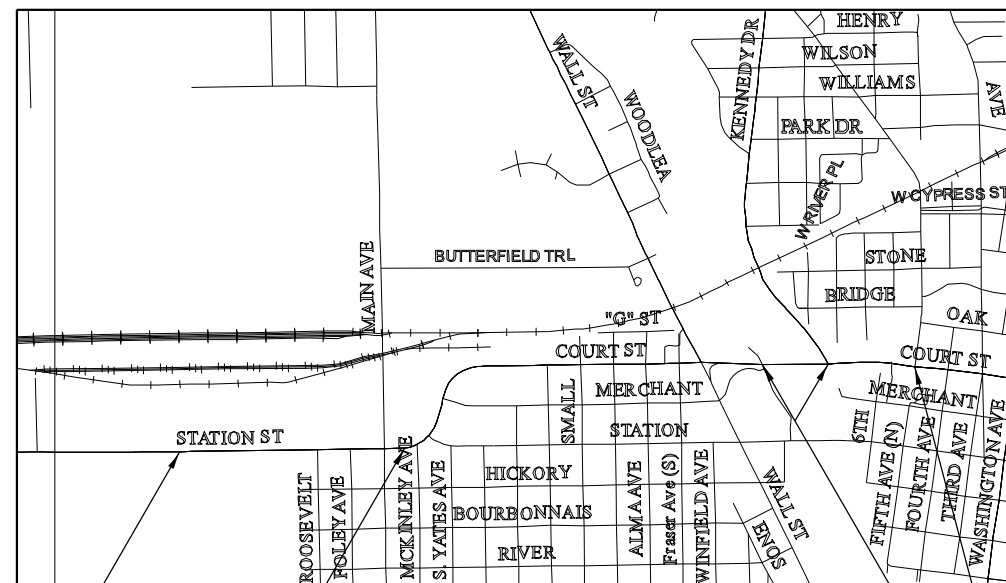 HENRY
WILSON
WILLIAMS
KENNEDY DR
WALL ST
WOODLEA
AVE
PARK DR
W RIVER PL
W CYPRESS ST
STONE
BUTTERFIELD TRL
MAIN AVE
BRIDGE
OAK
"G" ST
COURT ST
COURT ST
MERCHANT
MERCHANT
SMALL
STATION ST
STATION
6TH
FIFTH AVE (N)
FOURTH AVE
THIRD AVE
WASHINGTON AVE
HICKORY
BOURBONNAIS
RIVER
ROOSEVELT
FOLEY AVE
MCKINLEY AVE
S. YATES AVE
ALMA AVE
Fraser Ave (S)
WINFIELD AVE
WALL ST
ENOS